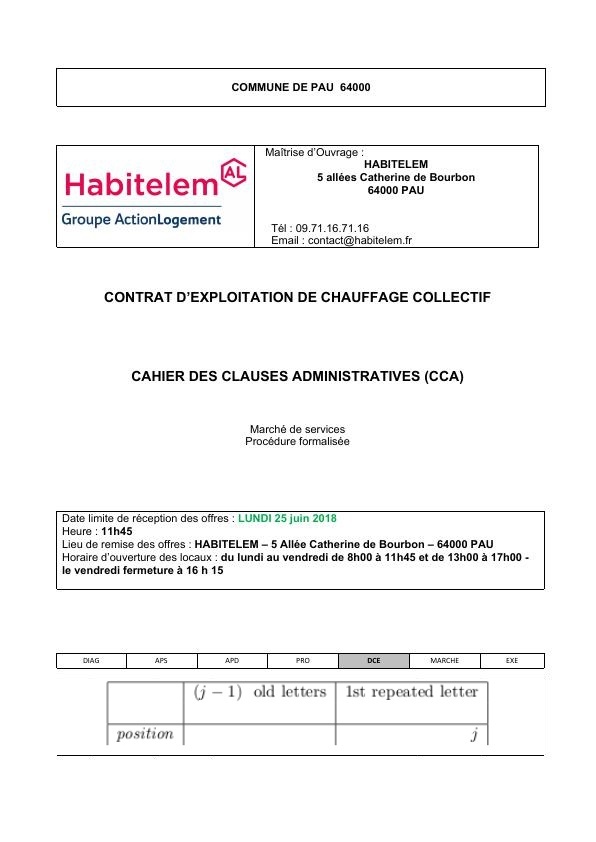 COMMUNE DE PAU 64000
Habitelem AL
Groupe ActionLogement
Maîtrise d'Ouvrage :
HABITELEM
5 allées Catherine de Bourbon
64000 PAU
Tél : 09.71.16.71.16
Email : contact@habitelem.fr
CONTRAT D'EXPLOITATION DE CHAUFFAGE COLLECTIF
CAHIER DES CLAUSES ADMINISTRATIVES (CCA)
Marché de services
Procédure formalisée
Date limite de réception des offres : LUNDI 25 juin 2018
Heure : 11h45
Lieu de remise des offres : HABITELEM – 5 Allée Catherine de Bourbon – 64000 PAU
Horaire d'ouverture des locaux : du lundi au vendredi de 8h00 à 11h45 et de 13h00 à 17h00 -
le vendredi fermeture à 16 h 15
DIAG APS APD PRO DCE MARCHE EXE
(j − 1) old letters 1st repeated letter
position j